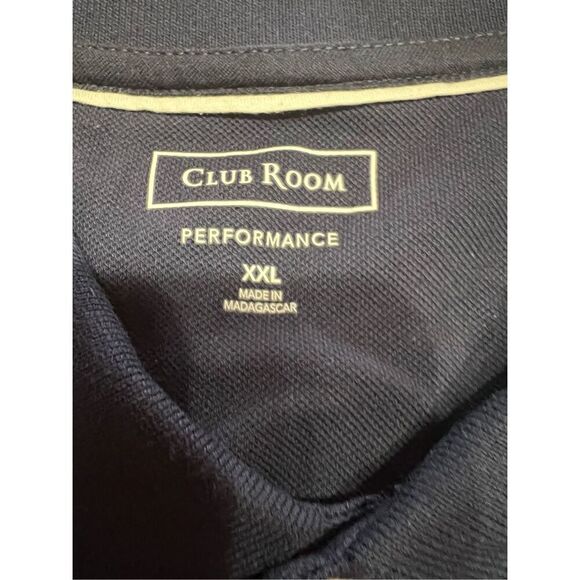 CLUB ROOM
PERFORMANCE
XXL
MADE IN
MADAGASCAR